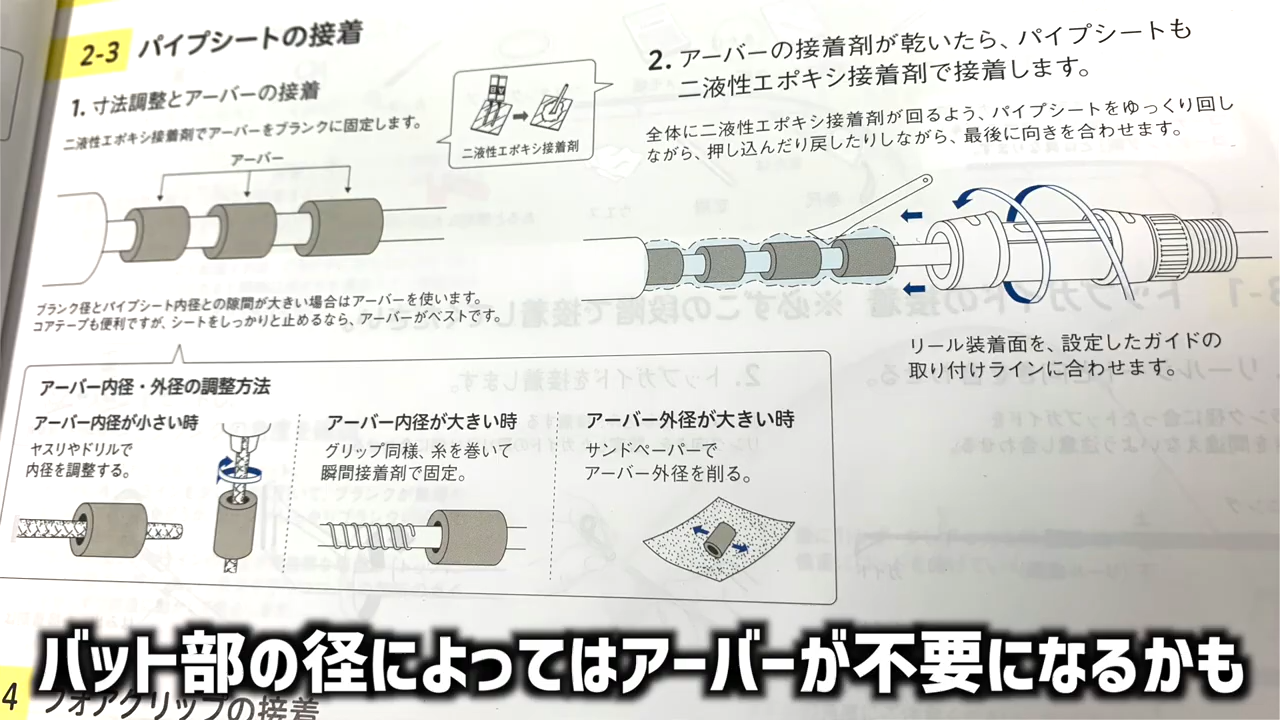 2-3 パイプシートの接着
1. 寸法調整とアーバーの接着
二液性エポキシ接着剤でアーバーをブランクに固定します。
アーバー
二液性エポキシ接着剤
ブランク径とパイプシート内径との隙間が大きい場合はアーバーを使います。
コアテープも便利ですが、シートをしっかりと止めるなら、アーバーがベストです。
アーバー内径・外径の調整方法
アーバー内径が小さい時
ヤスリやドリルで
内径を調整する。
アーバー内径が大きい時
グリップ同様、糸を巻いて
瞬間接着剤で固定。
アーバー外径が大きい時
サンドペーパーで
アーバー外径を削る。
2. アーバーの接着剤が乾いたら、パイプシートも
二液性エポキシ接着剤で接着します。
全体に二液性エポキシ接着剤が回るよう、パイプシートをゆっくり回し
ながら、押し込んだり戻したりしながら、最後に向きを合わせます。
リール装着面を、設定したガイドの
取り付けラインに合わせます。
バット部の径によってはアーバーが不要になるかも
4 フォアグリップの接着